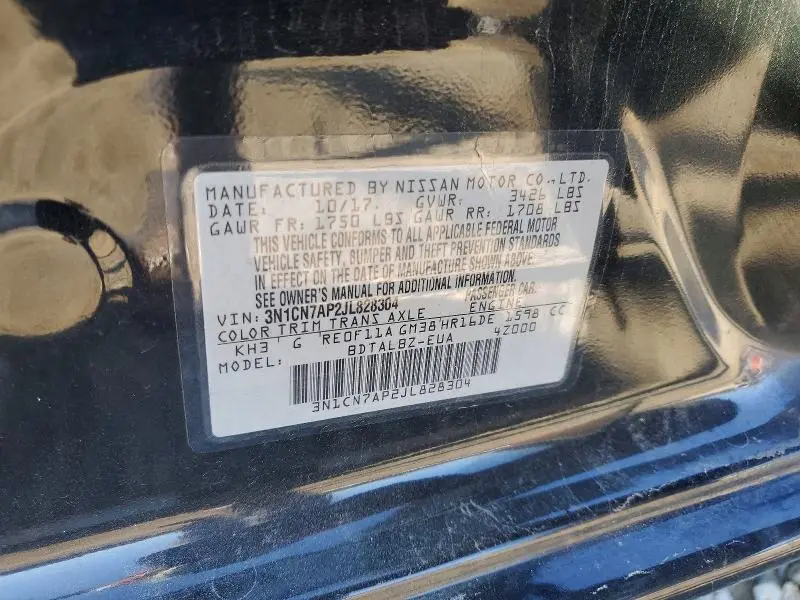 MANUFACTURED BY NISSAN MOTOR CO.,LTD.
DATE: 10/17. GVWR: 3426 LBS
GAWR FR: 1750 LBS GAWR RR: 1708 LBS
THIS VEHICLE CONFORMS TO ALL APPLICABLE FEDERAL MOTOR
VEHICLE SAFETY, BUMPER AND THEFT PREVENTION STANDARDS
IN EFFECT ON THE DATE OF MANUFACTURE SHOWN ABOVE.
SEE OWNER'S MANUAL FOR ADDITIONAL INFORMATION.
VIN: 3N1CN7AP2JL828304 PASSENGER CAR
COLOR TRIM TRANS AXLE ENGINE 1598 CC
KH3 G RE0F11A GM38 HR16DE 4Z000
MODEL: BDTALBZ-EUA
3N1CN7AP2JL828304